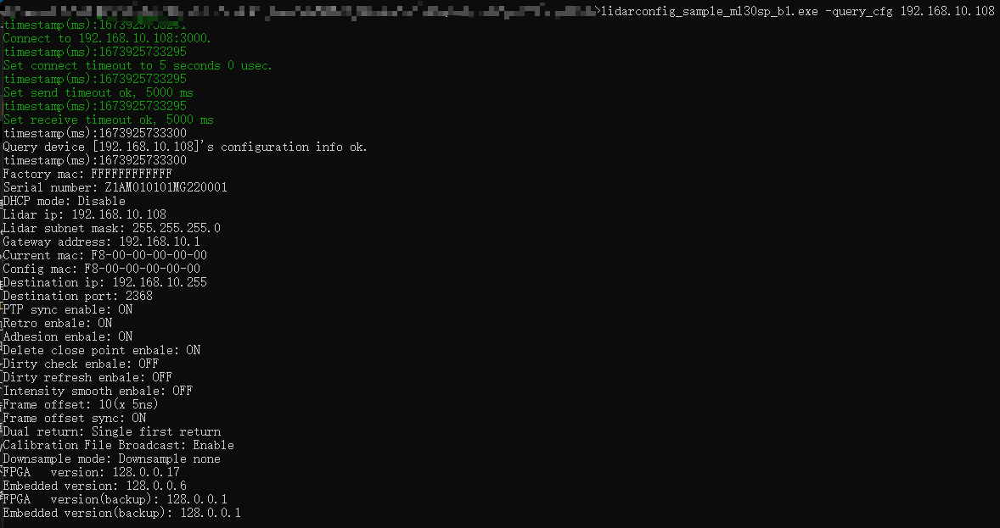 >lidarconfig_sample_ml30sp_b1.exe -query_cfg 192.168.10.108
timestamp(ms):1673925733291
Connect to 192.168.10.108:3000.
timestamp(ms):1673925733295
Set connect timeout to 5 seconds 0 usec.
timestamp(ms):1673925733295
Set send timeout ok, 5000 ms
timestamp(ms):1673925733295
Set receive timeout ok, 5000 ms
timestamp(ms):1673925733300
Query device [192.168.10.108]'s configuration info ok.
timestamp(ms):1673925733300
Factory mac: FFFFFFFFFFFF
Serial number: Z1AM010101MG220001
DHCP mode: Disable
Lidar ip: 192.168.10.108
Lidar subnet mask: 255.255.255.0
Gateway address: 192.168.10.1
Current mac: F8-00-00-00-00-00
Config mac: F8-00-00-00-00-00
Destination ip: 192.168.10.255
Destination port: 2368
PTP sync enable: ON
Retro enbale: ON
Adhesion enbale: ON
Delete close point enbale: ON
Dirty check enbale: OFF
Dirty refresh enbale: OFF
Intensity smooth enbale: OFF
Frame offset: 10(x 5ns)
Frame offset sync: ON
Dual return: Single first return
Calibration File Broadcast: Enable
Downsample mode: Downsample none
FPGA   version: 128.0.0.17
Embedded version: 128.0.0.6
FPGA   version(backup): 128.0.0.1
Embedded version(backup): 128.0.0.1